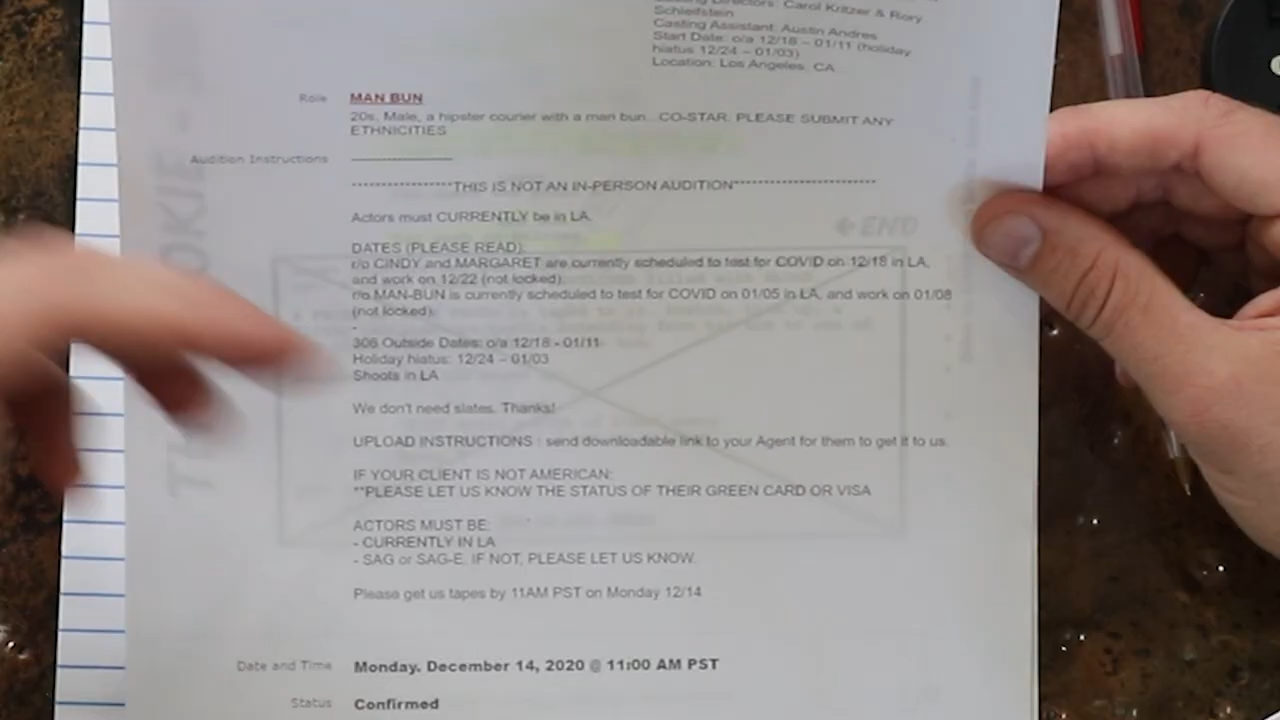 Casting Directors: Carol Kritzer & Rory
Schleifstein
Casting Assistant: Austin Andres
Start Date: o/a 12/18 – 01/11 (holiday
hiatus 12/24 – 01/03)
Location: Los Angeles, CA
Role MAN BUN
20s, Male, a hipster courier with a man bun...CO-STAR. PLEASE SUBMIT ANY
ETHNICITIES
Audition Instructions --------------------
--------------------THIS IS NOT AN IN-PERSON AUDITION----------------------------
Actors must CURRENTLY be in LA.
←END
DATES (PLEASE READ):
r/o CINDY and MARGARET are currently scheduled to test for COVID on 12/18 in LA,
and work on 12/22 (not locked).
r/o MAN-BUN is currently scheduled to test for COVID on 01/05 in LA, and work on 01/08
(not locked).
-
306 Outside Dates: o/a 12/18 - 01/11
Holiday hiatus: 12/24 – 01/03
Shoots in LA
We don't need slates. Thanks!
UPLOAD INSTRUCTIONS : send downloadable link to your Agent for them to get it to us.
IF YOUR CLIENT IS NOT AMERICAN:
**PLEASE LET US KNOW THE STATUS OF THEIR GREEN CARD OR VISA
ACTORS MUST BE:
- CURRENTLY IN LA
- SAG or SAG-E. IF NOT, PLEASE LET US KNOW.
Please get us tapes by 11AM PST on Monday 12/14
Date and Time Monday, December 14, 2020 @ 11:00 AM PST
Status Confirmed